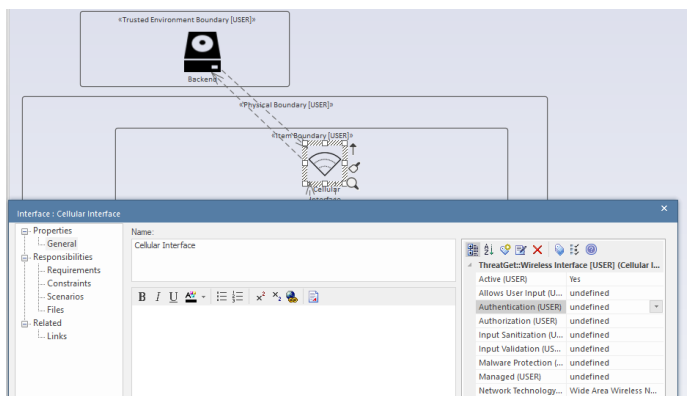 «Trusted Environment Boundary [USER]»
Backend
«Physical Boundary [USER]»
«Item Boundary [USER]»
Cellular
Interface
Interface : Cellular Interface
Properties
General
Responsibilities
Requirements
Constraints
Scenarios
Files
Related
Links
Name:
Cellular Interface
B I U
ThreatGet::Wireless Interface [USER] (Cellular I...
Active (USER) Yes
Allows User Input (U... undefined
Authentication (USER) undefined
Authorization (USER) undefined
Input Sanitization (U... undefined
Input Validation (US... undefined
Malware Protection (... undefined
Managed (USER) undefined
Network Technology... Wide Area Wireless N...